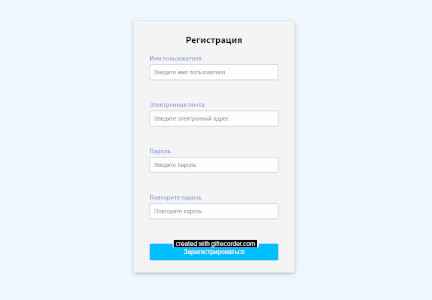 Регистрация
Имя пользователя
Введите имя пользователя
Электронная почта
Введите электронный адрес
Пароль
Введите пароль
Повторите пароль
Повторите пароль
created with gifrecorder.com
Зарегистрироваться